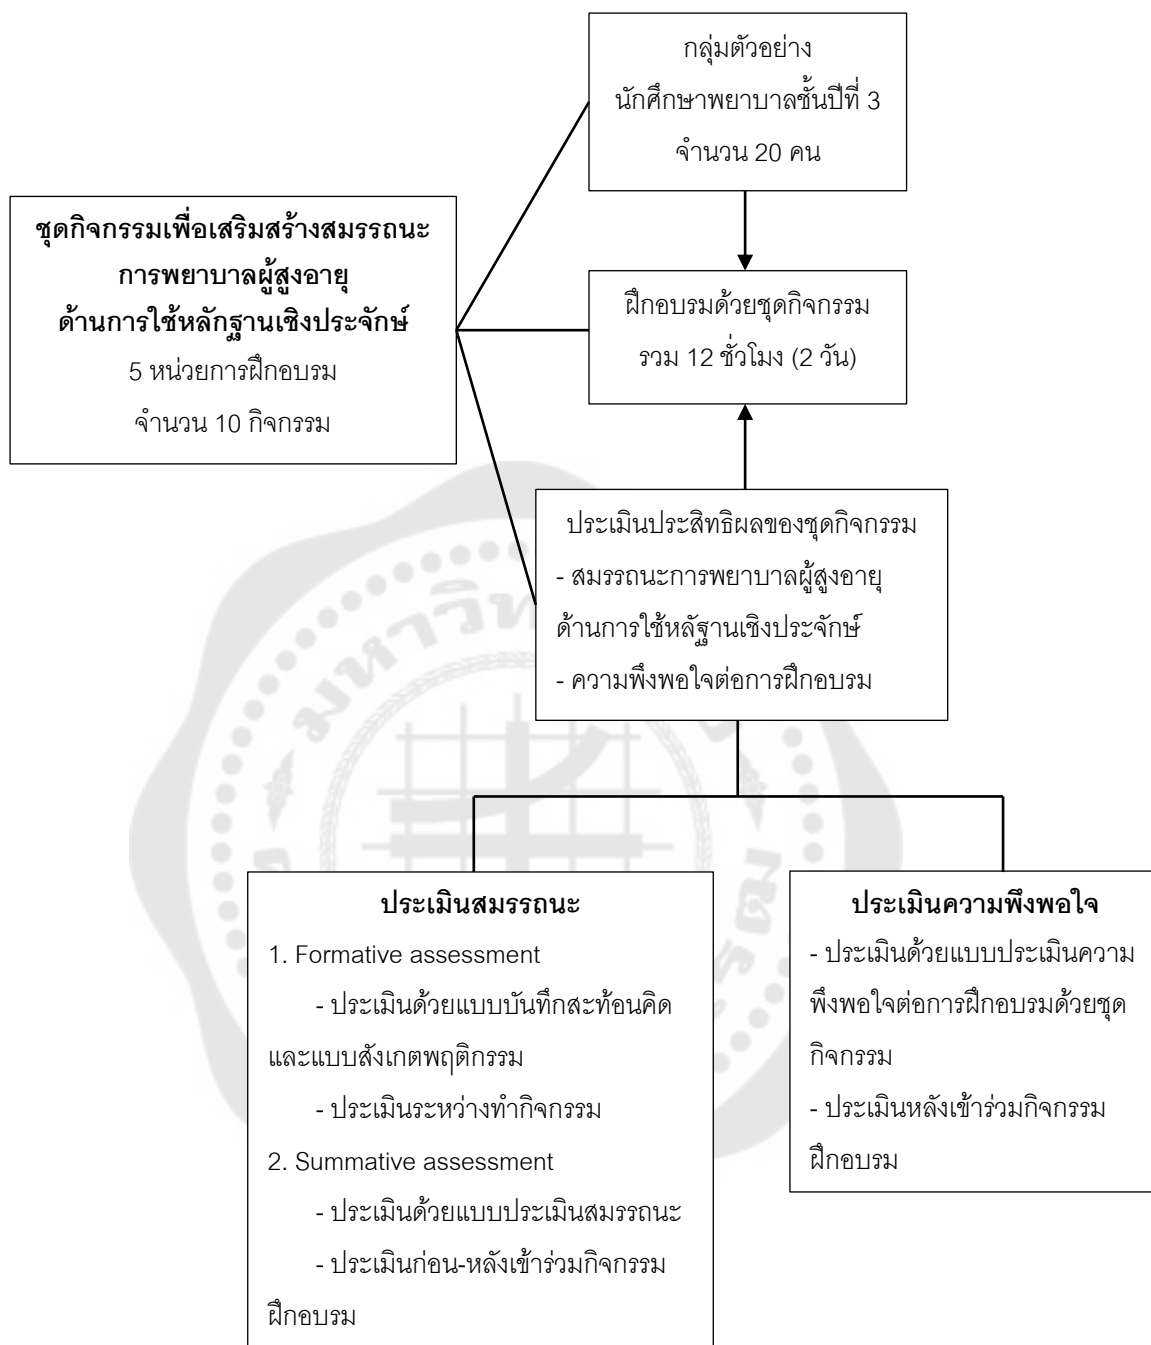 กลุ่มตัวอย่าง
นักศึกษาพยาบาลชั้นปีที่ 3
จำนวน 20 คน
ชุดกิจกรรมเพื่อเสริมสร้างสมรรถนะ
การพยาบาลผู้สูงอายุ
ด้านการใช้หลักฐานเชิงประจักษ์
5 หน่วยการฝึกอบรม
จำนวน 10 กิจกรรม
ฝึกอบรมด้วยชุดกิจกรรม
รวม 12 ชั่วโมง (2 วัน)
ประเมินประสิทธิผลของชุดกิจกรรม
- สมรรถนะการพยาบาลผู้สูงอายุ
ด้านการใช้หลัฐานเชิงประจักษ์
- ความพึงพอใจต่อการฝึกอบรม
ประเมินสมรรถนะ
1. Formative assessment
- ประเมินด้วยแบบบันทึกสะท้อนคิด
และแบบสังเกตพฤติกรรม
- ประเมินระหว่างทำกิจกรรม
2. Summative assessment
- ประเมินด้วยแบบประเมินสมรรถนะ
- ประเมินก่อน-หลังเข้าร่วมกิจกรรม
ฝึกอบรม
ประเมินความพึงพอใจ
- ประเมินด้วยแบบประเมินความ
พึงพอใจต่อการฝึกอบรมด้วยชุด
กิจกรรม
- ประเมินหลังเข้าร่วมกิจกรรม
ฝึกอบรม